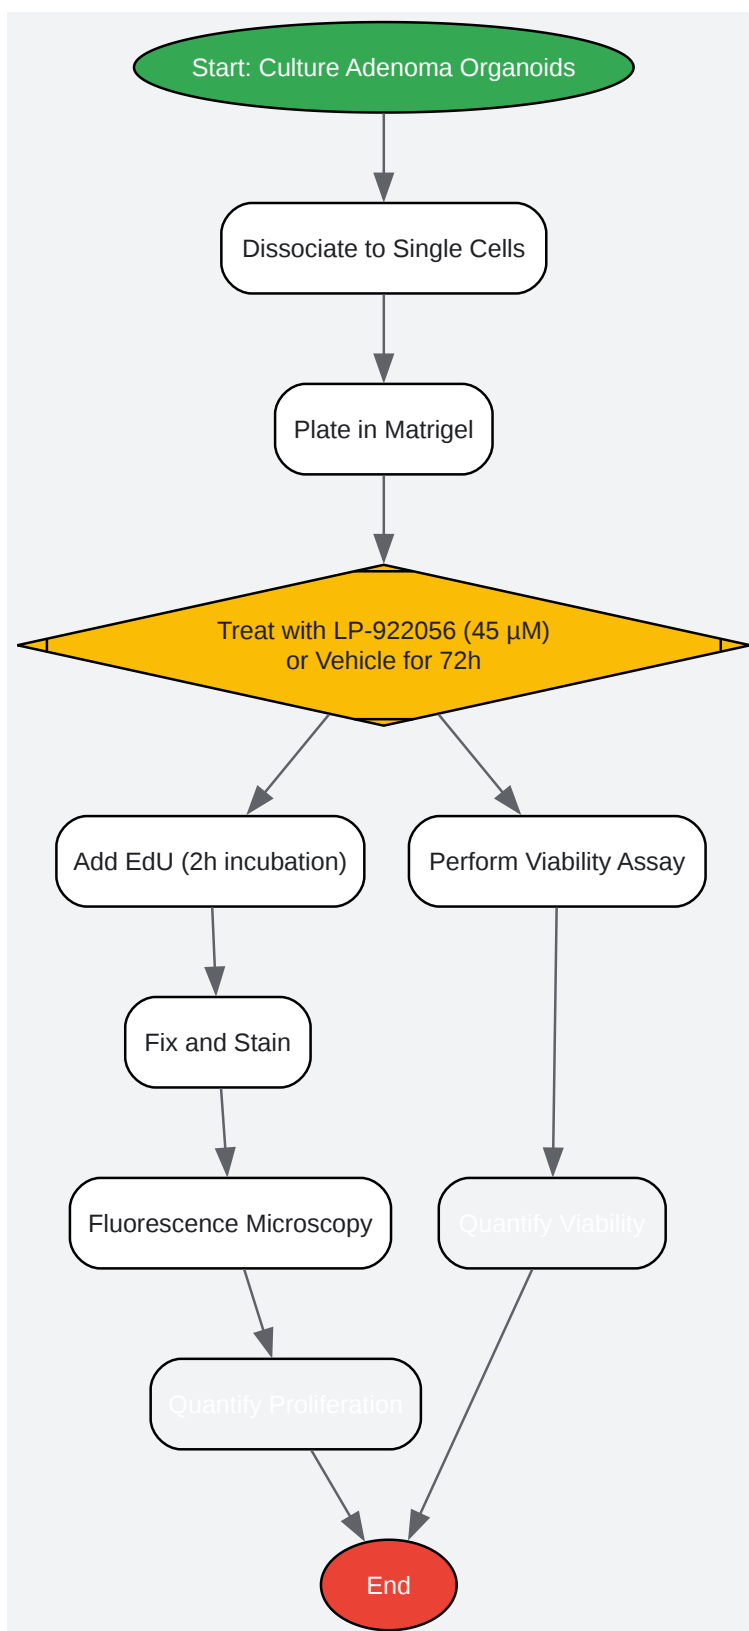 Start: Culture Adenoma Organoids
Dissociate to Single Cells
Plate in Matrigel
Treat with LP-922056 (45 µM)
or Vehicle for 72h
Add EdU (2h incubation)
Perform Viability Assay
Fix and Stain
Fluorescence Microscopy
Quantify Viability
Quantify Proliferation
End